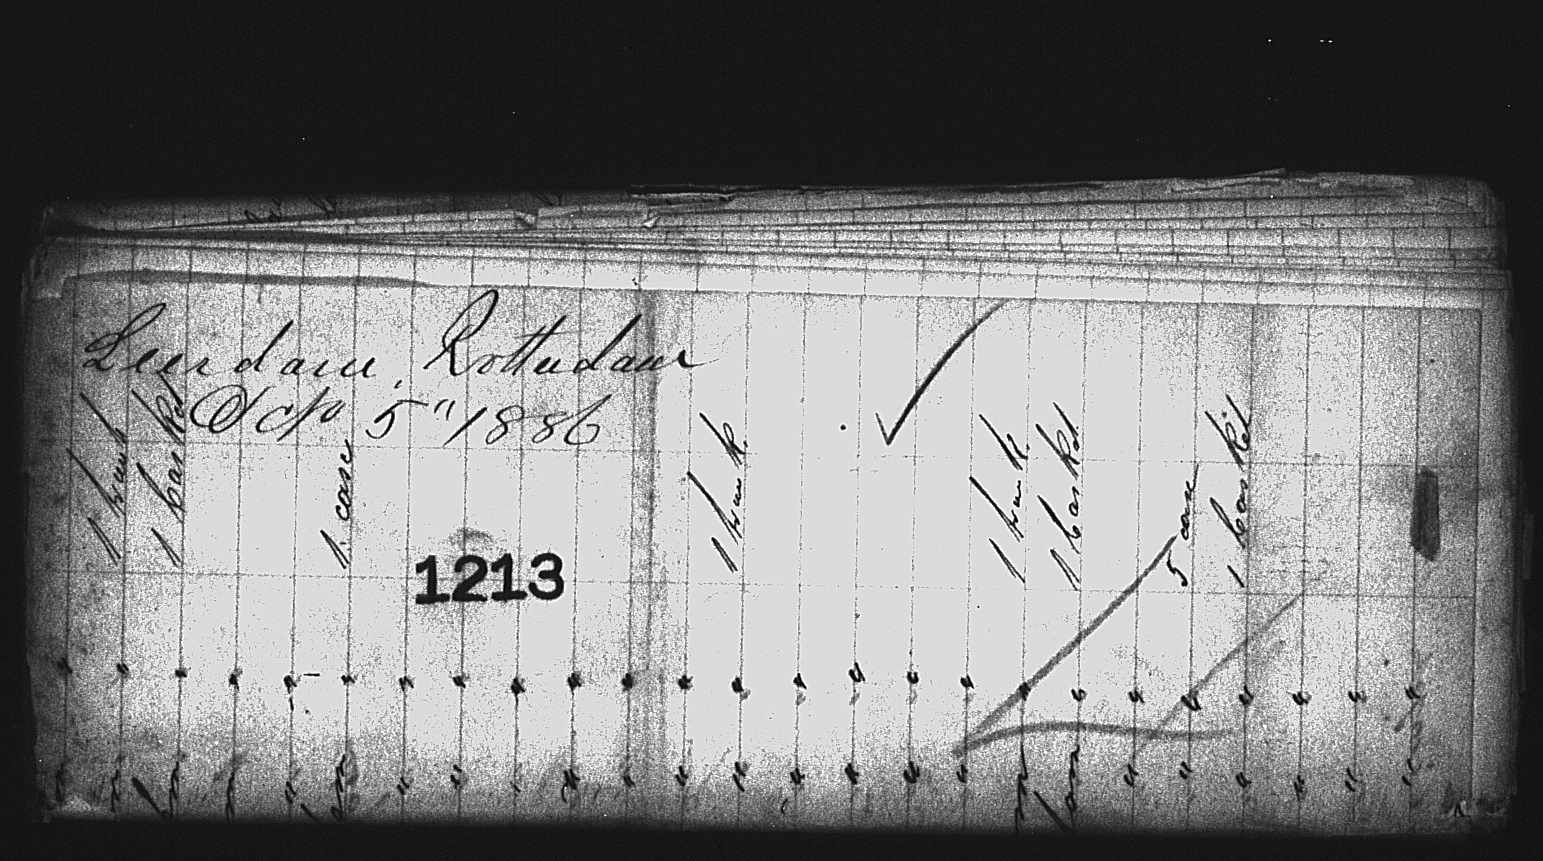 Leerdam, Rotterdam
Octo 5" 1886
1213
1 trunk
1 basket
1 case
1 trunk
1 trunk
1 basket
5 case
1 basket